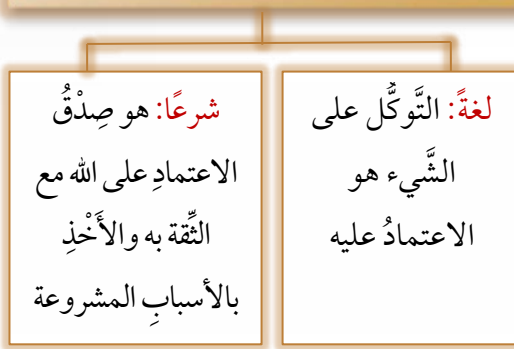 لغةً: التَّوكُّل على
الشَّيء هو
الاعتمادُ عليه
شرعًا: هو صِدْقُ
الاعتمادِ على الله مع
الثِّقة به والأَخْذِ
بالأسبابِ المشروعة